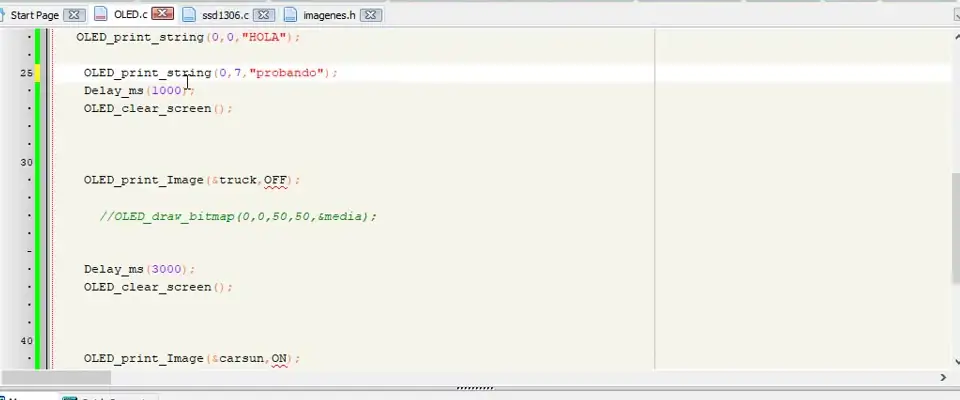 Start Page OLED.c ssd1306.c imagenes.h
OLED_print_string(0,0,"HOLA");
25 OLED_print_string(0,7,"probando");
Delay_ms(1000);
OLED_clear_screen();
30
OLED_print_Image(&truck,OFF);
//OLED_draw_bitmap(0,0,50,50,&media);
Delay_ms(3000);
OLED_clear_screen();
40
OLED_print_Image(&carsun,ON);